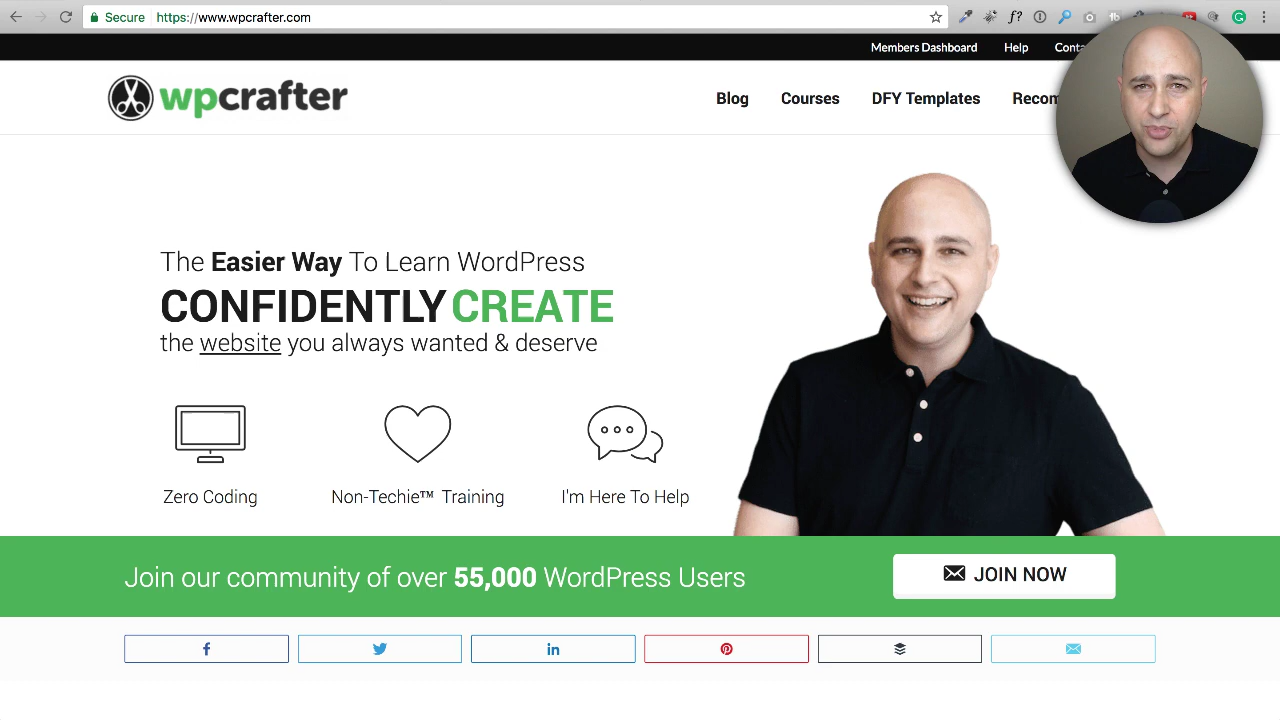 Secure https://www.wpcrafter.com
f?
Members Dashboard Help
wpcrafter
Blog Courses DFY Templates
The Easier Way To Learn WordPress
CONFIDENTLY CREATE
the website you always wanted & deserve
Zero Coding Non-Techie™ Training I'm Here To Help
Join our community of over 55,000 WordPress Users
JOIN NOW